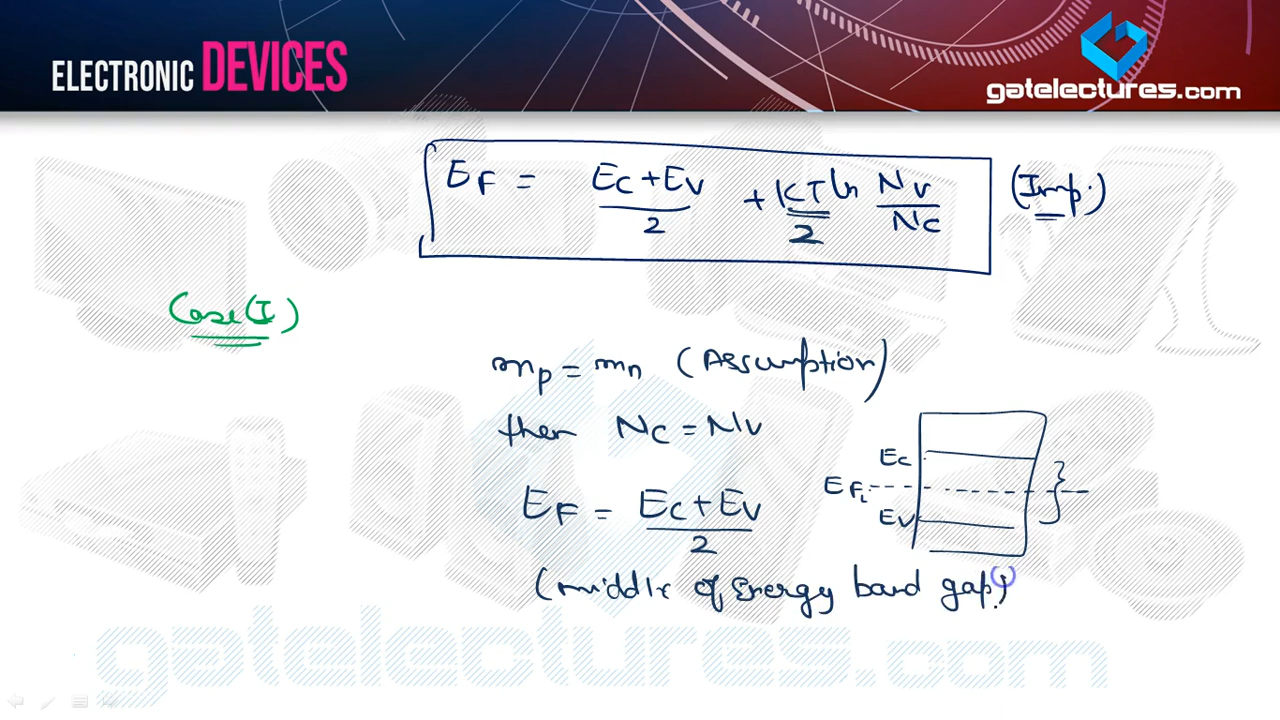 ELECTRONIC DEVICES
gatelectures.com
EF = EC+EV/2 + KT/2 ln NV/NC (Imp.)
Case(I)
mp = mn (Assumption)
then NC = NV
EF = EC+EV/2
EC
EFi
EV
(middle of Energy band gap)
gatelectures.com